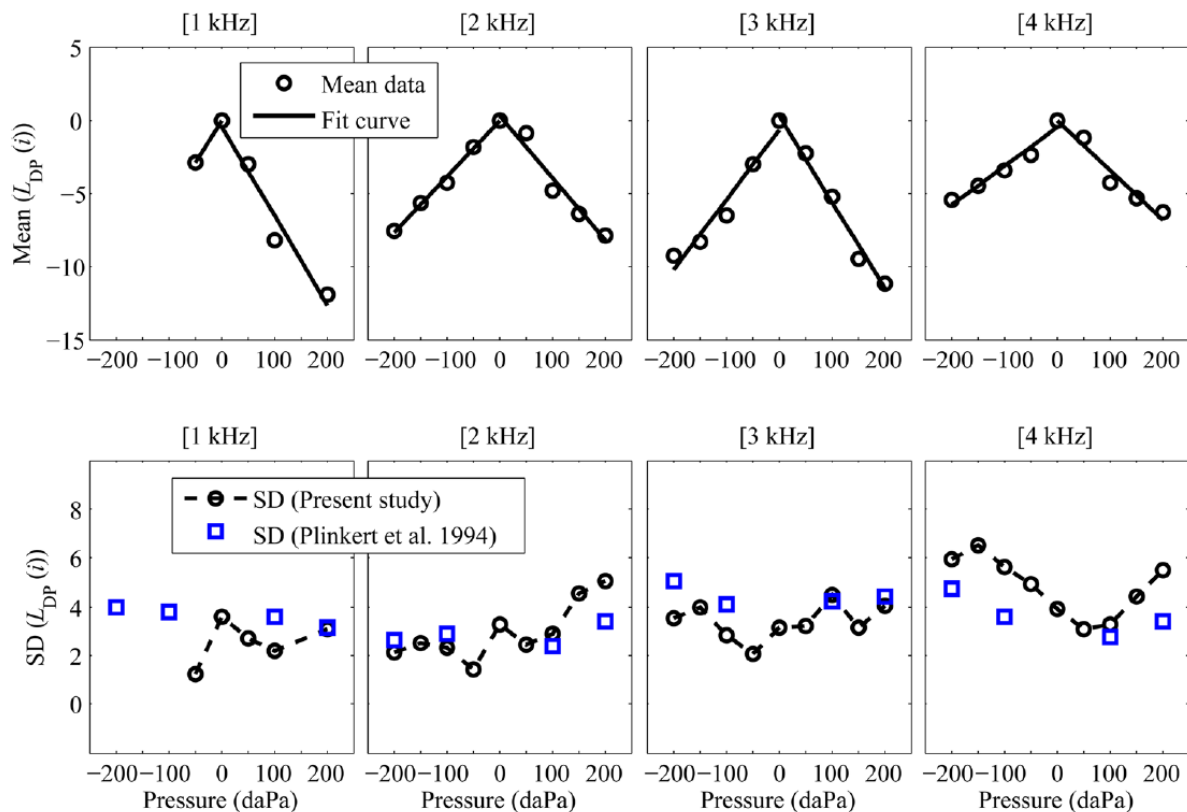 [1 kHz] [2 kHz] [3 kHz] [4 kHz]
5
0
−5
−10
−15
Mean (L_DP (i))
Mean data
Fit curve
−200 −100 0 100 200 −200 −100 0 100 200 −200 −100 0 100 200 −200 −100 0 100 200
[1 kHz] [2 kHz] [3 kHz] [4 kHz]
8
6
4
2
0
SD (L_DP (i))
SD (Present study)
SD (Plinkert et al. 1994)
−200 −100 0 100 200 −200 −100 0 100 200 −200 −100 0 100 200 −200 −100 0 100 200
Pressure (daPa) Pressure (daPa) Pressure (daPa) Pressure (daPa)